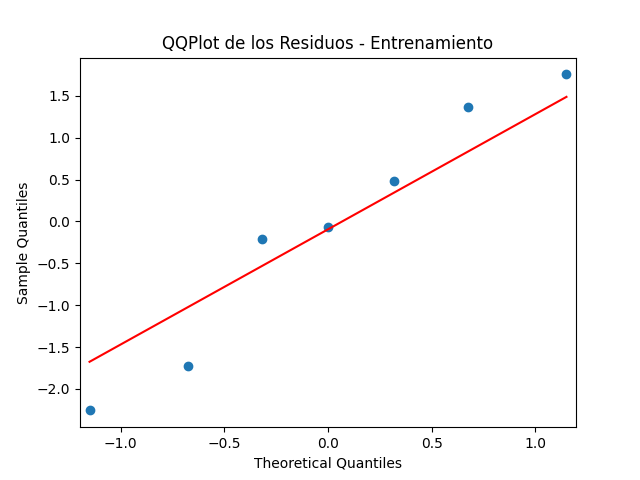 QQPlot de los Residuos - Entrenamiento
1.5
1.0
0.5
0.0
−0.5
−1.0
−1.5
−2.0
Sample Quantiles
−1.0 −0.5 0.0 0.5 1.0
Theoretical Quantiles